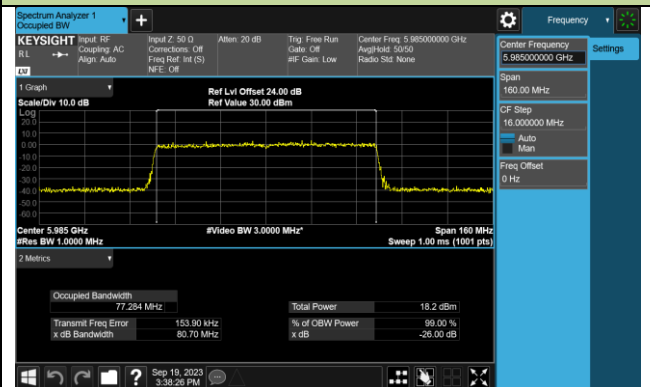 Spectrum Analyzer 1
Occupied BW
+
Frequency
KEYSIGHT
RL
LXI
Input: RF
Coupling: AC
Align: Auto
Input Z: 50 Ω
Corrections: Off
Freq Ref: Int (S)
NFE: Off
Atten: 20 dB
Trig: Free Run
Gate: Off
#IF Gain: Low
Center Freq: 5.985000000 GHz
Avg|Hold: 50/50
Radio Std: None
Center Frequency
5.985000000 GHz
Settings
Span
160.00 MHz
CF Step
16.000000 MHz
Auto
Man
Freq Offset
0 Hz
1 Graph
Scale/Div 10.0 dB
Ref Lvl Offset 24.00 dB
Ref Value 30.00 dBm
Log
20.0
10.0
0.00
-10.0
-20.0
-30.0
-40.0
-50.0
-60.0
Center 5.985 GHz
#Video BW 3.0000 MHz*
Span 160 MHz
#Res BW 1.0000 MHz
Sweep 1.00 ms (1001 pts)
2 Metrics
Occupied Bandwidth
77.284 MHz
Total Power
18.2 dBm
Transmit Freq Error
153.90 kHz
% of OBW Power
99.00 %
x dB Bandwidth
80.70 MHz
x dB
-26.00 dB
?
Sep 19, 2023
3:38:26 PM